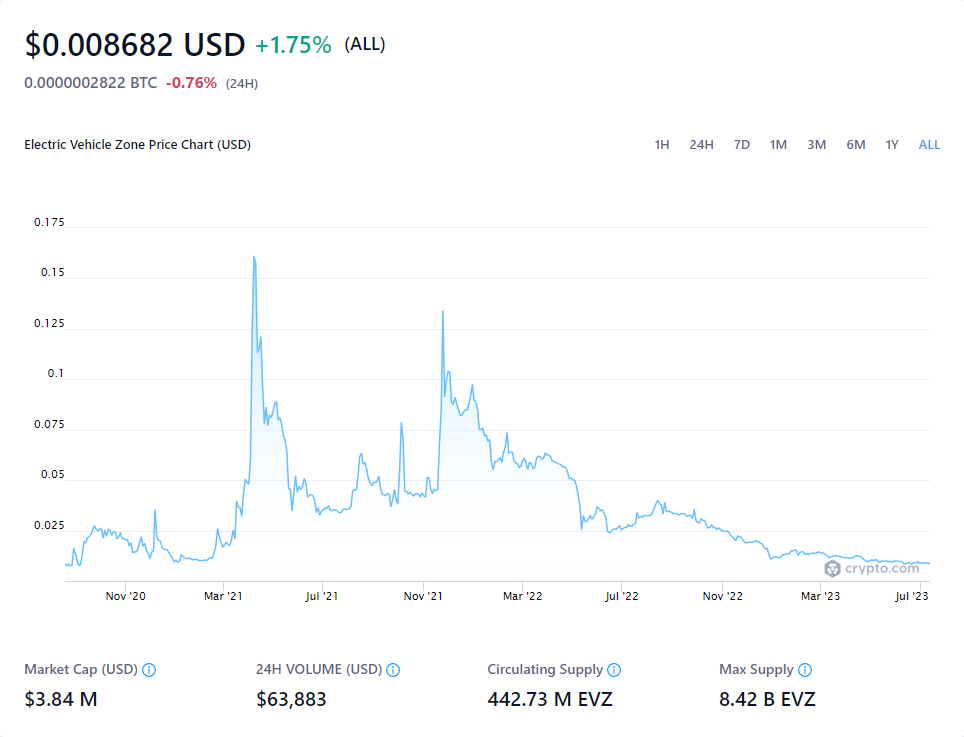 $0.008682 USD +1.75% (ALL)
0.0000002822 BTC -0.76% (24H)
Electric Vehicle Zone Price Chart (USD) 1H 24H 7D 1M 3M 6M 1Y ALL
0.175
0.15
0.125
0.1
0.075
0.05
0.025
crypto.com
Nov '20 Mar '21 Jul '21 Nov '21 Mar '22 Jul '22 Nov '22 Mar '23 Jul '23
Market Cap (USD) 24H VOLUME (USD) Circulating Supply Max Supply
$3.84 M $63,883 442.73 M EVZ 8.42 B EVZ